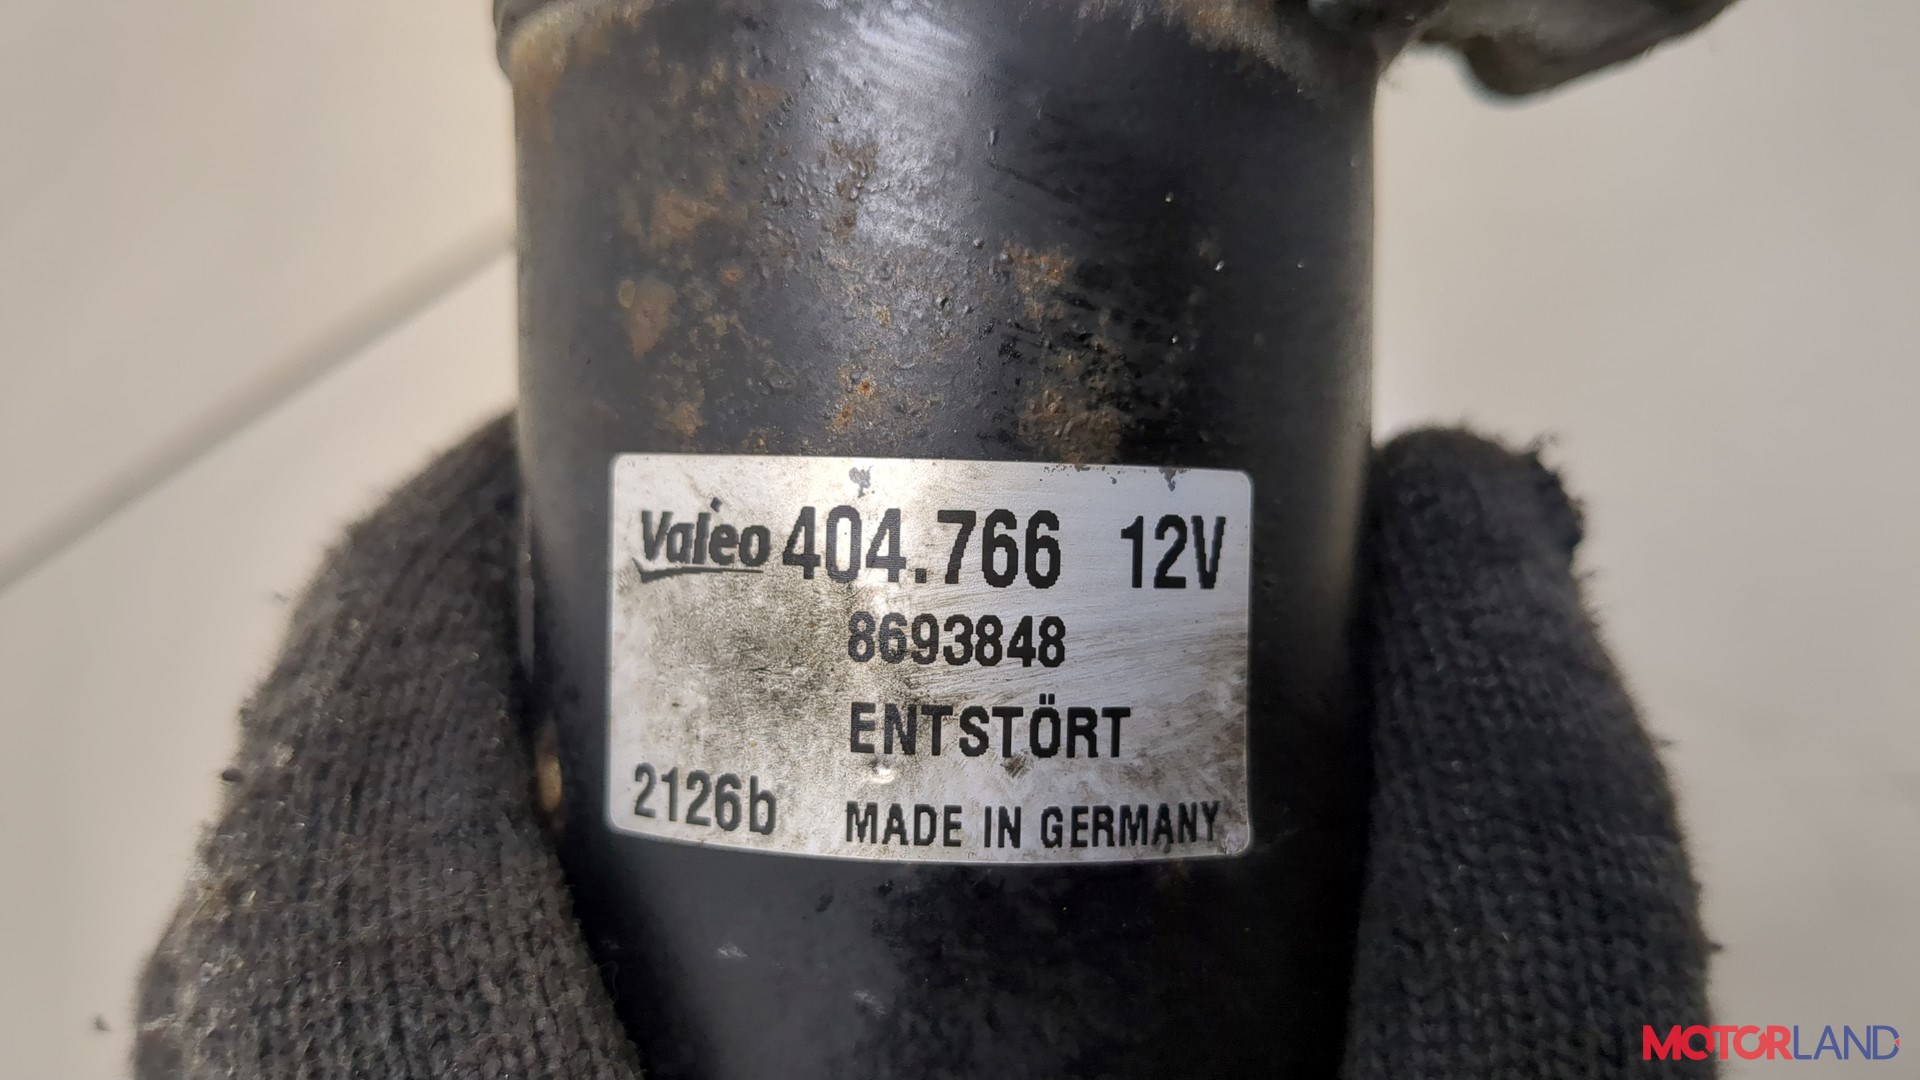 Valeo 404.766 12V
8693848
ENTSTÖRT
2126b MADE IN GERMANY
MOTORLAND